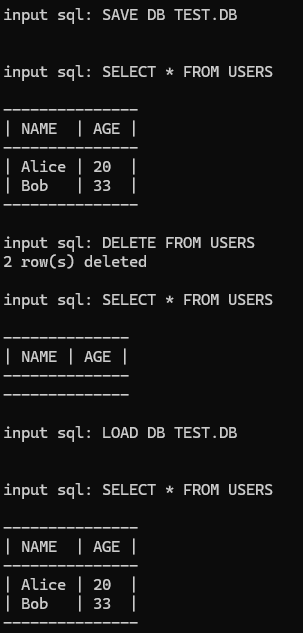 input sql: SAVE DB TEST.DB
input sql: SELECT * FROM USERS
---------------
| NAME  | AGE |
---------------
| Alice | 20  |
| Bob   | 33  |
---------------
input sql: DELETE FROM USERS
2 row(s) deleted
input sql: SELECT * FROM USERS
--------------
| NAME | AGE |
--------------
--------------
input sql: LOAD DB TEST.DB
input sql: SELECT * FROM USERS
---------------
| NAME  | AGE |
---------------
| Alice | 20  |
| Bob   | 33  |
---------------